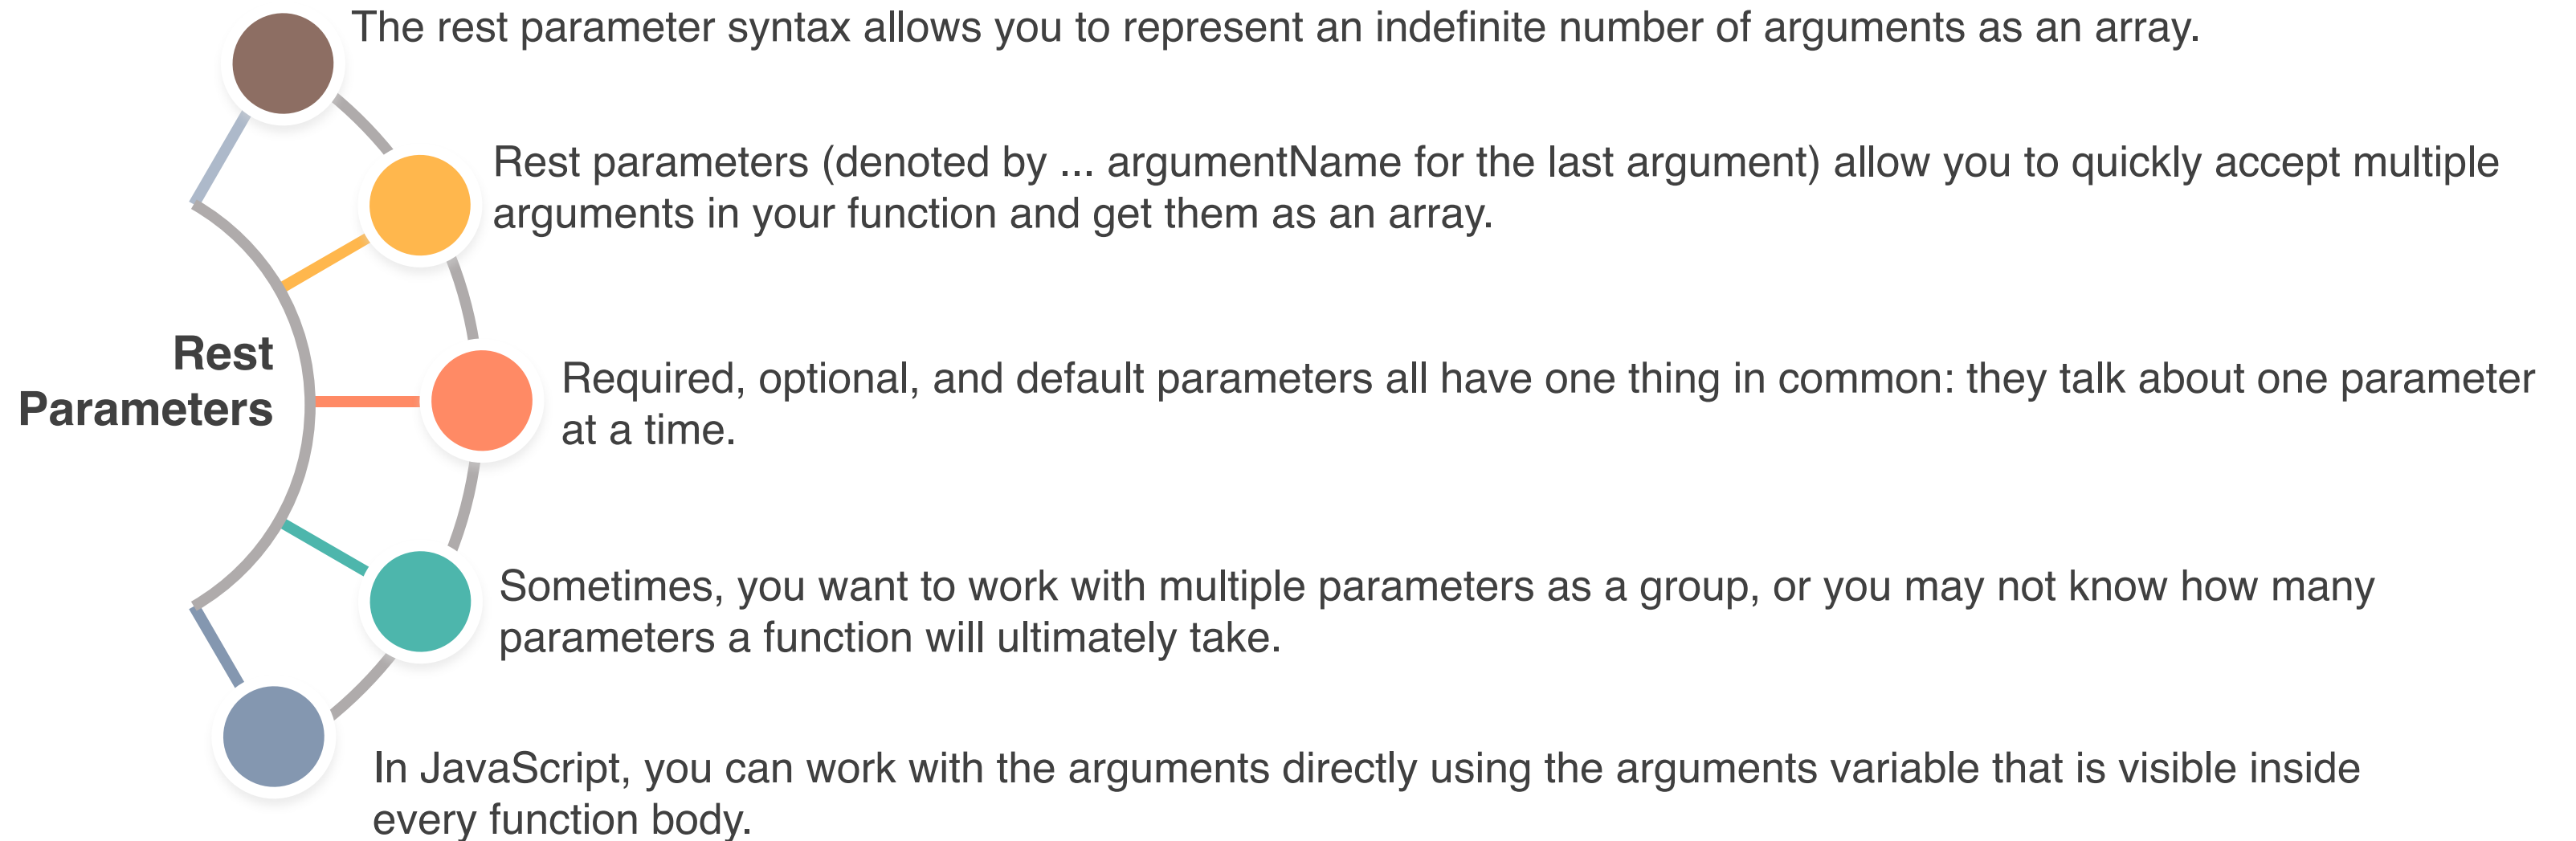 The rest parameter syntax allows you to represent an indefinite number of arguments as an array.
Rest parameters (denoted by ... argumentName for the last argument) allow you to quickly accept multiple
arguments in your function and get them as an array.
Rest
Parameters
Required, optional, and default parameters all have one thing in common: they talk about one parameter
at a time.
Sometimes, you want to work with multiple parameters as a group, or you may not know how many
parameters a function will ultimately take.
In JavaScript, you can work with the arguments directly using the arguments variable that is visible inside
every function body.